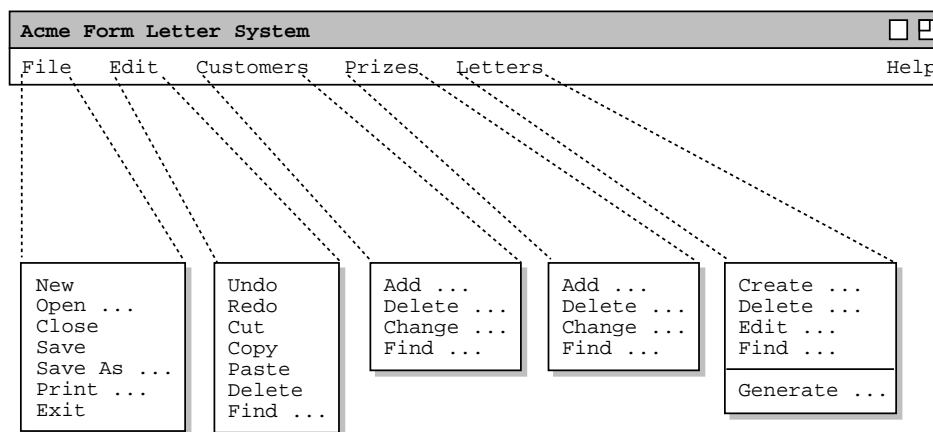 Acme Form Letter System
File Edit Customers Prizes Letters Help
New
Open ...
Close
Save
Save As ...
Print ...
Exit
Undo
Redo
Cut
Copy
Paste
Delete
Find ...
Add ...
Delete ...
Change ...
Find ...
Add ...
Delete ...
Change ...
Find ...
Create ...
Delete ...
Edit ...
Find ...
Generate ...